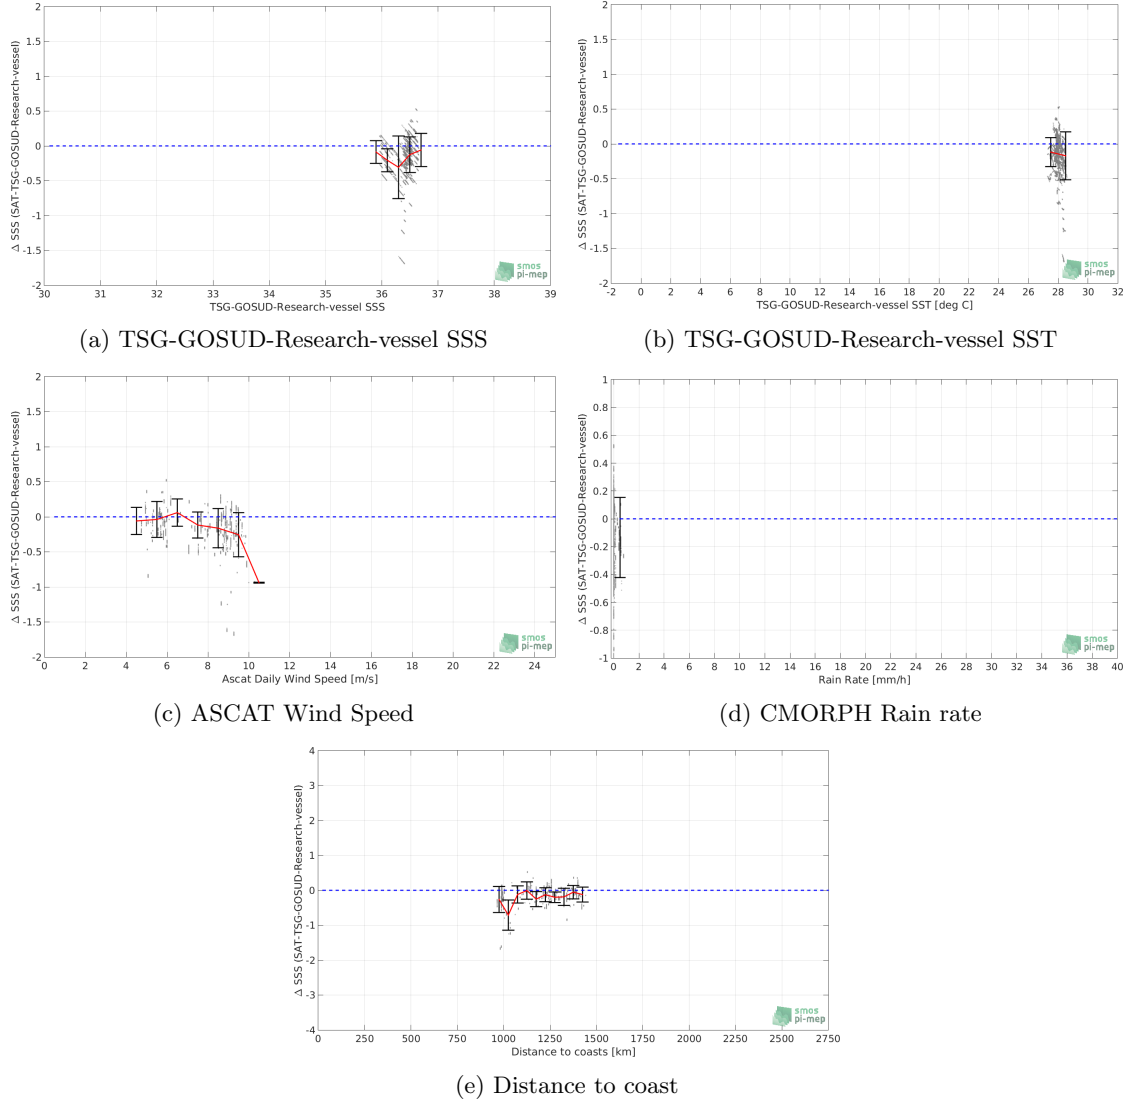 2
1.5
1
0.5
0
-0.5
-1
-1.5
-2
Δ SSS (SAT-TSG-GOSUD-Research-vessel)
30 31 32 33 34 35 36 37 38 39
TSG-GOSUD-Research-vessel SSS
smos
pi-mep
(a) TSG-GOSUD-Research-vessel SSS
2
1.5
1
0.5
0
-0.5
-1
-1.5
-2
Δ SSS (SAT-TSG-GOSUD-Research-vessel)
-2 0 2 4 6 8 10 12 14 16 18 20 22 24 26 28 30 32
TSG-GOSUD-Research-vessel SST [deg C]
smos
pi-mep
(b) TSG-GOSUD-Research-vessel SST
2
1.5
1
0.5
0
-0.5
-1
-1.5
-2
Δ SSS (SAT-TSG-GOSUD-Research-vessel)
0 2 4 6 8 10 12 14 16 18 20 22 24
Ascat Daily Wind Speed [m/s]
smos
pi-mep
(c) ASCAT Wind Speed
1
0.8
0.6
0.4
0.2
0
-0.2
-0.4
-0.6
-0.8
-1
Δ SSS (SAT-TSG-GOSUD-Research-vessel)
0 2 4 6 8 10 12 14 16 18 20 22 24 26 28 30 32 34 36 38 40
Rain Rate [mm/h]
smos
pi-mep
(d) CMORPH Rain rate
4
3
2
1
0
-1
-2
-3
-4
Δ SSS (SAT-TSG-GOSUD-Research-vessel)
0 250 500 750 1000 1250 1500 1750 2000 2250 2500 2750
Distance to coasts [km]
smos
pi-mep
(e) Distance to coast